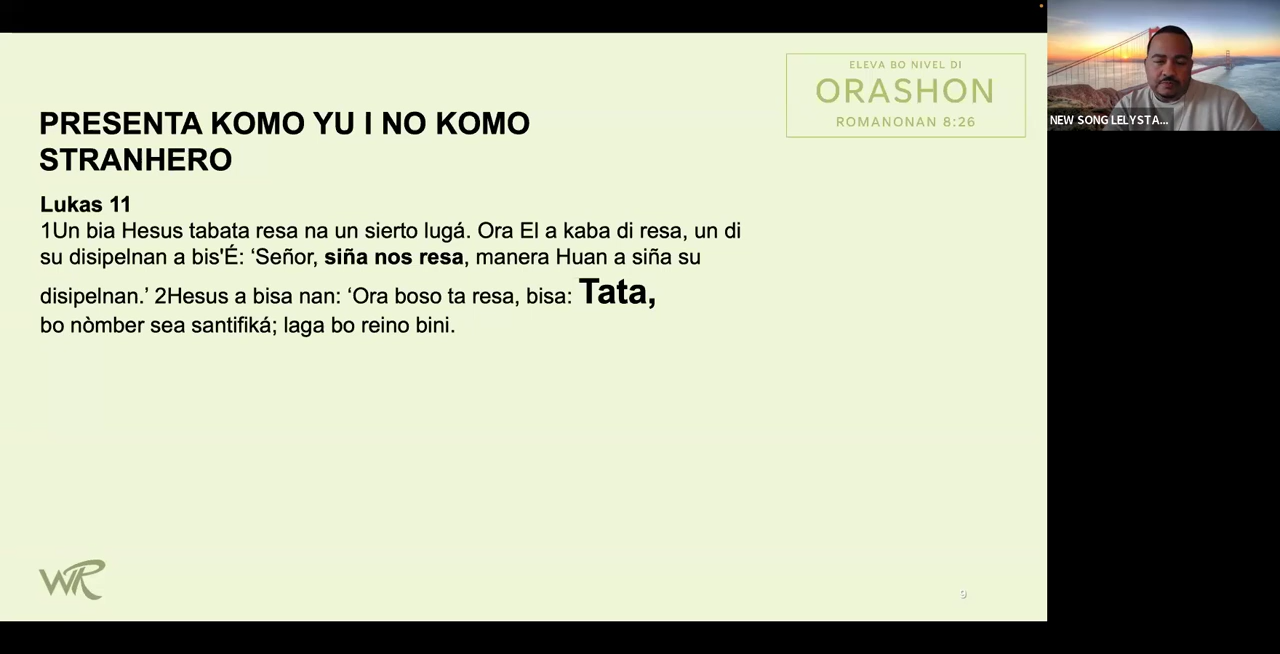 ELEVA BO NIVEL DI
ORASHON
ROMANONAN 8:26
PRESENTA KOMO YU I NO KOMO
STRANHERO
Lukas 11
1Un bia Hesus tabata resa na un sierto lugá. Ora El a kaba di resa, un di
su disipelnan a bis'É: ‘Señor, siña nos resa, manera Huan a siña su
disipelnan.’ 2Hesus a bisa nan: ‘Ora boso ta resa, bisa: Tata,
bo nòmber sea santifiká; laga bo reino bini.
WR
9
NEW SONG LELYSTA...